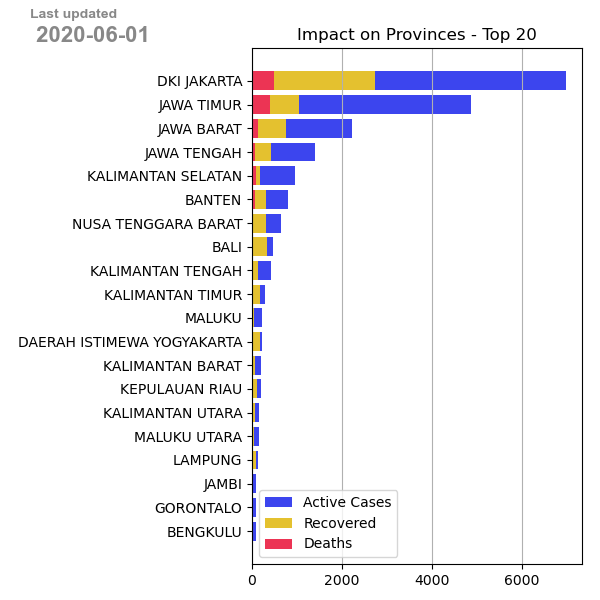 Last updated
2020-06-01
Impact on Provinces - Top 20
DKI JAKARTA
JAWA TIMUR
JAWA BARAT
JAWA TENGAH
KALIMANTAN SELATAN
BANTEN
NUSA TENGGARA BARAT
BALI
KALIMANTAN TENGAH
KALIMANTAN TIMUR
MALUKU
DAERAH ISTIMEWA YOGYAKARTA
KALIMANTAN BARAT
KEPULAUAN RIAU
KALIMANTAN UTARA
MALUKU UTARA
LAMPUNG
JAMBI
GORONTALO
BENGKULU
Active Cases
Recovered
Deaths
0 2000 4000 6000